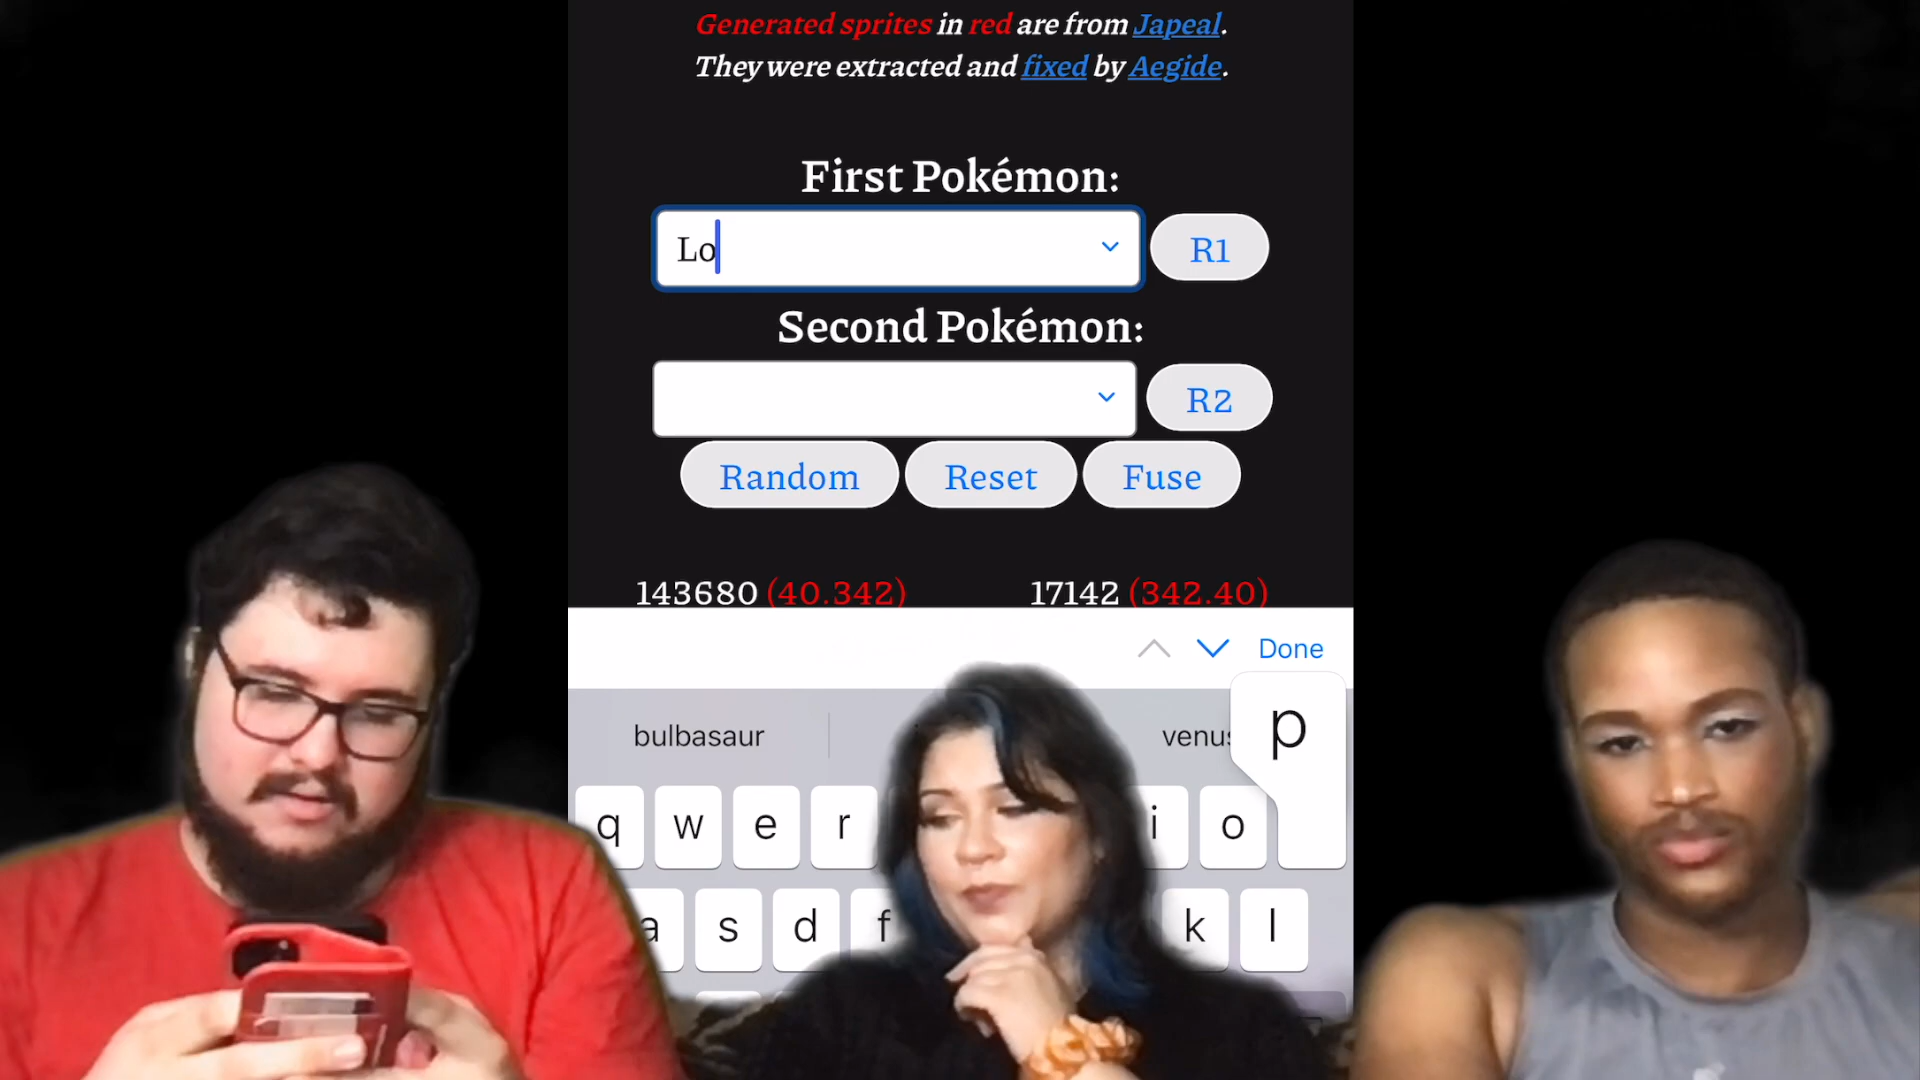 Generated sprites in red are from Japeal.
They were extracted and fixed by Aegide.
First Pokémon:
Lo
R1
Second Pokémon:
R2
Random Reset Fuse
143680 (40.342) 17142 (342.40)
Done
bulbasaur
p
q w e r i o
a s d f k l